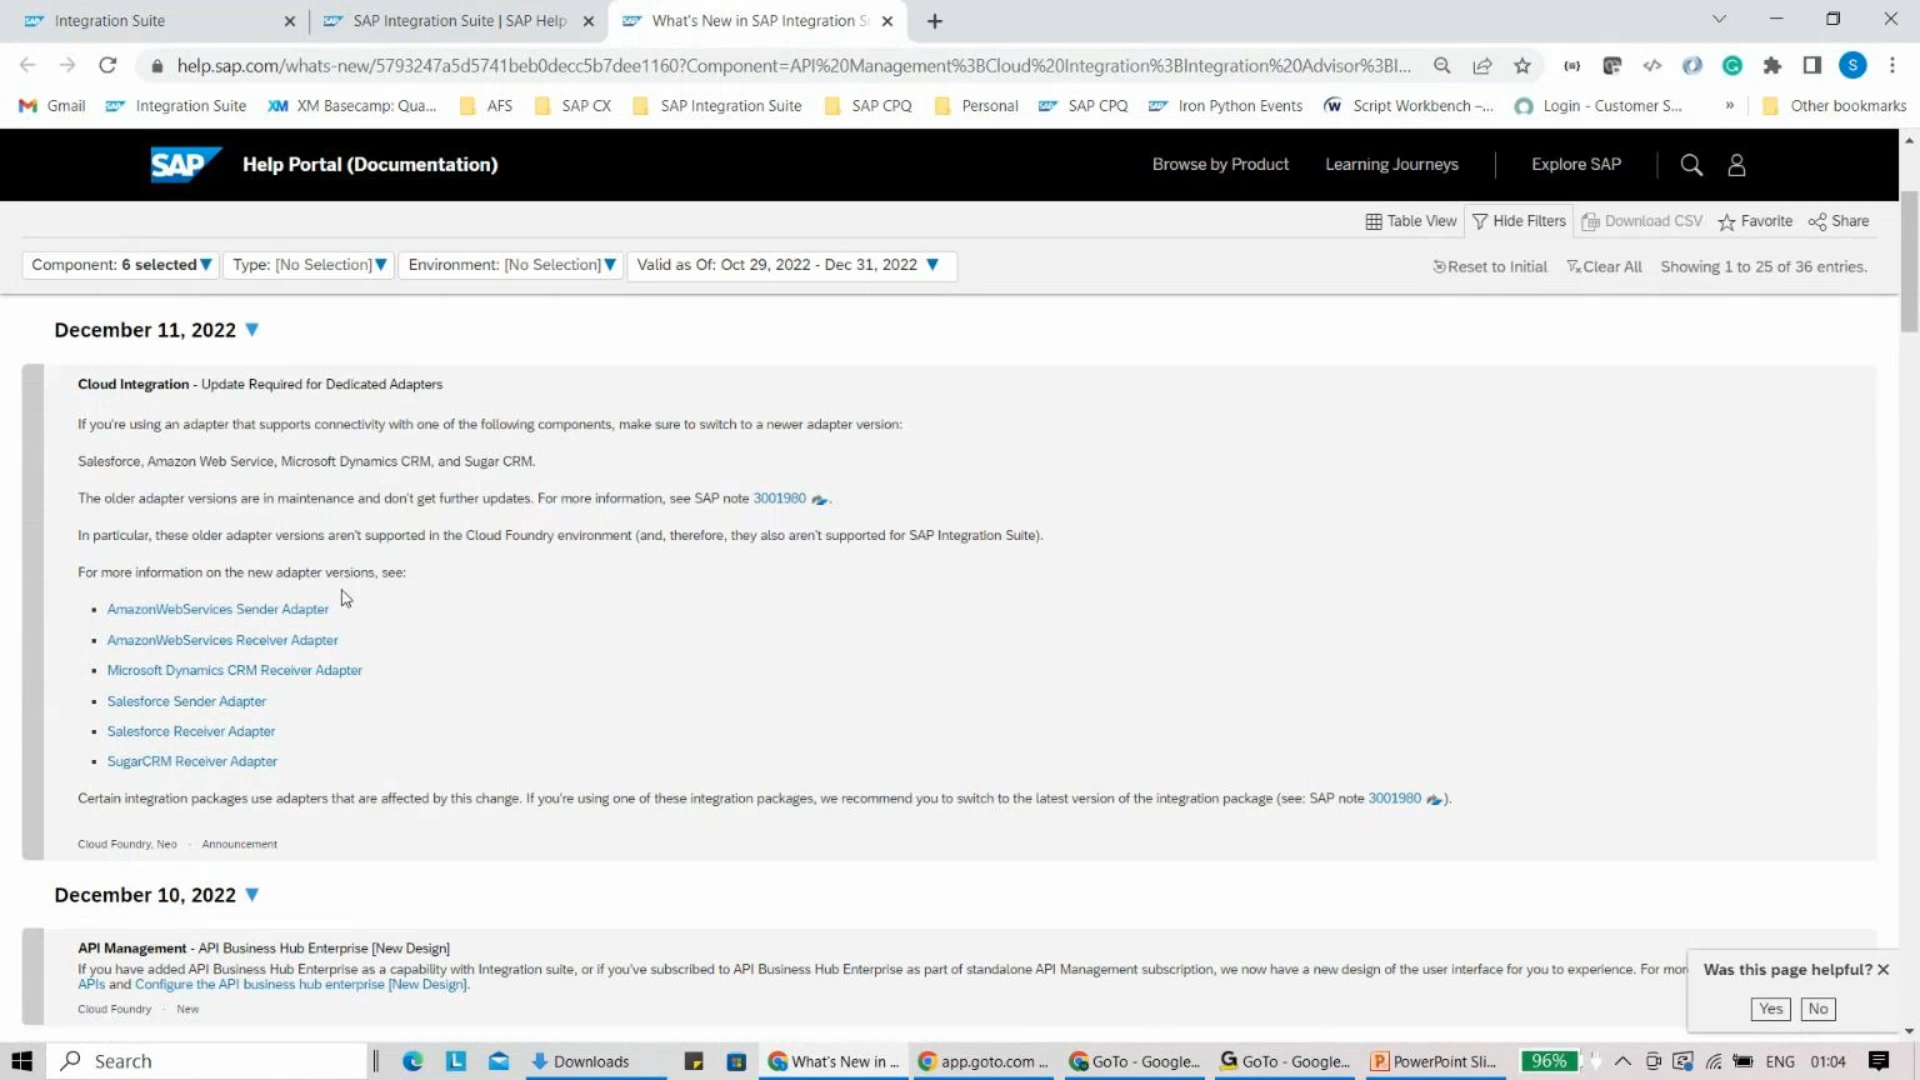 Integration Suite
SAP Integration Suite | SAP Help
What's New in SAP Integration S
help.sap.com/whats-new/5793247a5d5741beb0decc5b7dee1160?Component=API%20Management%3BCloud%20Integration%3BIntegration%20Advisor%3BI...
S
Gmail
Integration Suite
XM Basecamp: Qua...
AFS
SAP CX
SAP Integration Suite
SAP CPQ
Personal
SAP CPQ
Iron Python Events
Script Workbench –...
Login - Customer S...
»
Other bookmarks
SAP
Help Portal (Documentation)
Browse by Product
Learning Journeys
Explore SAP
Table View
Hide Filters
Download CSV
Favorite
Share
Component: 6 selected
Type: [No Selection]
Environment: [No Selection]
Valid as Of: Oct 29, 2022 - Dec 31, 2022
Reset to Initial
Clear All
Showing 1 to 25 of 36 entries.
December 11, 2022
Cloud Integration - Update Required for Dedicated Adapters
If you're using an adapter that supports connectivity with one of the following components, make sure to switch to a newer adapter version:
Salesforce, Amazon Web Service, Microsoft Dynamics CRM, and Sugar CRM.
The older adapter versions are in maintenance and don't get further updates. For more information, see SAP note 3001980 .
In particular, these older adapter versions aren't supported in the Cloud Foundry environment (and, therefore, they also aren't supported for SAP Integration Suite).
For more information on the new adapter versions, see:
AmazonWebServices Sender Adapter
AmazonWebServices Receiver Adapter
Microsoft Dynamics CRM Receiver Adapter
Salesforce Sender Adapter
Salesforce Receiver Adapter
SugarCRM Receiver Adapter
Certain integration packages use adapters that are affected by this change. If you're using one of these integration packages, we recommend you to switch to the latest version of the integration package (see: SAP note 3001980 ).
Cloud Foundry, Neo · Announcement
December 10, 2022
API Management - API Business Hub Enterprise [New Design]
If you have added API Business Hub Enterprise as a capability with Integration suite, or if you've subscribed to API Business Hub Enterprise as part of standalone API Management subscription, we now have a new design of the user interface for you to experience. For mor
APIs and Configure the API business hub enterprise [New Design].
Cloud Foundry · New
Was this page helpful?
Yes
No
Search
Downloads
What's New in ...
app.goto.com ...
GoTo - Google...
GoTo - Google...
PowerPoint Sli...
96%
ENG
01:04